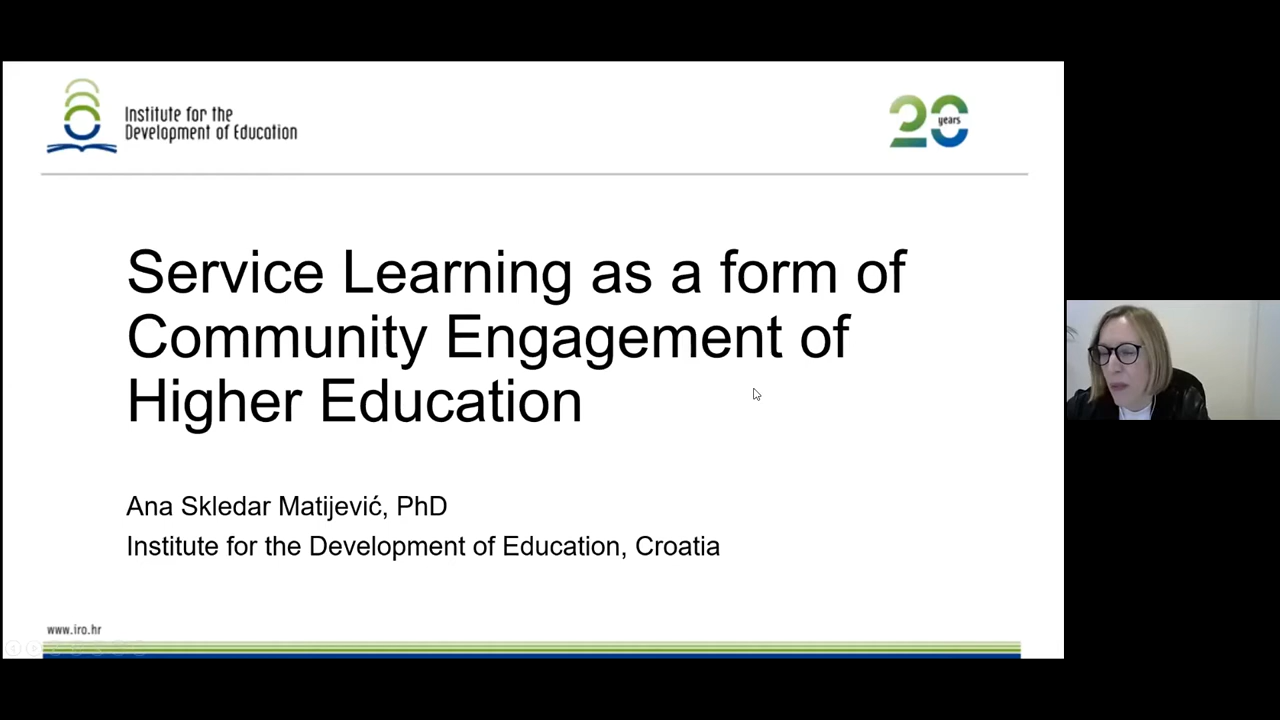 Institute for the
Development of Education
20
years
Service Learning as a form of
Community Engagement of
Higher Education
Ana Skledar Matijević, PhD
Institute for the Development of Education, Croatia
www.iro.hr